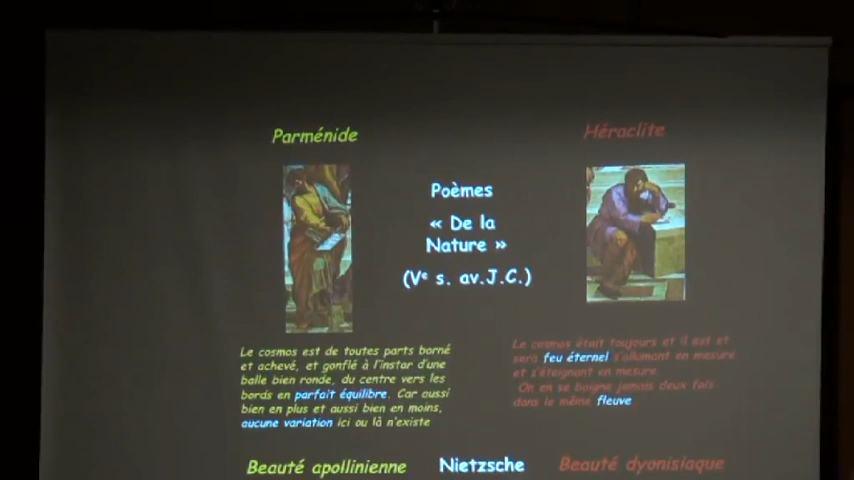 Parménide
Héraclite
Poèmes
« De la
Nature »
(Vᵉ s. av.J.C.)
Le cosmos est de toutes parts borné
et achevé, et gonflé à l'instar d'une
balle bien ronde, du centre vers les
bords en parfait équilibre. Car aussi
bien en plus et aussi bien en moins,
aucune variation ici ou là n'existe
Le cosmos était toujours et il est et
sera feu éternel s'allumant en mesure
et s'éteignant en mesure.
On en se baigne jamais deux fois
dans le même fleuve
Beauté apollinienne
Nietzsche
Beauté dyonisiaque